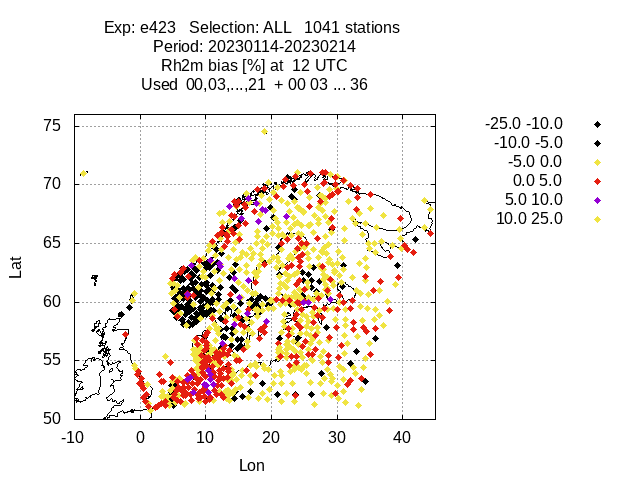 Exp: e423 Selection: ALL 1041 stations
Period: 20230114-20230214
Rh2m bias [%] at 12 UTC
Used 00,03,...,21 + 00 03 ... 36
-25.0 -10.0
-10.0 -5.0
-5.0 0.0
0.0 5.0
5.0 10.0
10.0 25.0
75
70
65
60
55
50
Lat
-10 0 10 20 30 40
Lon